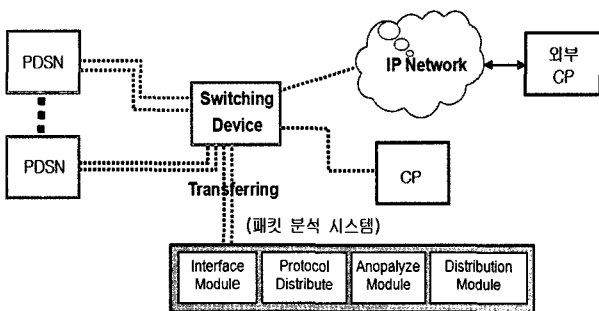 PDSN
PDSN
Switching
Device
IP Network
외부
CP
CP
Transferring
(패킷 분석 시스템)
Interface
Module
Protocol
Distribute
Anopalyze
Module
Distribution
Module